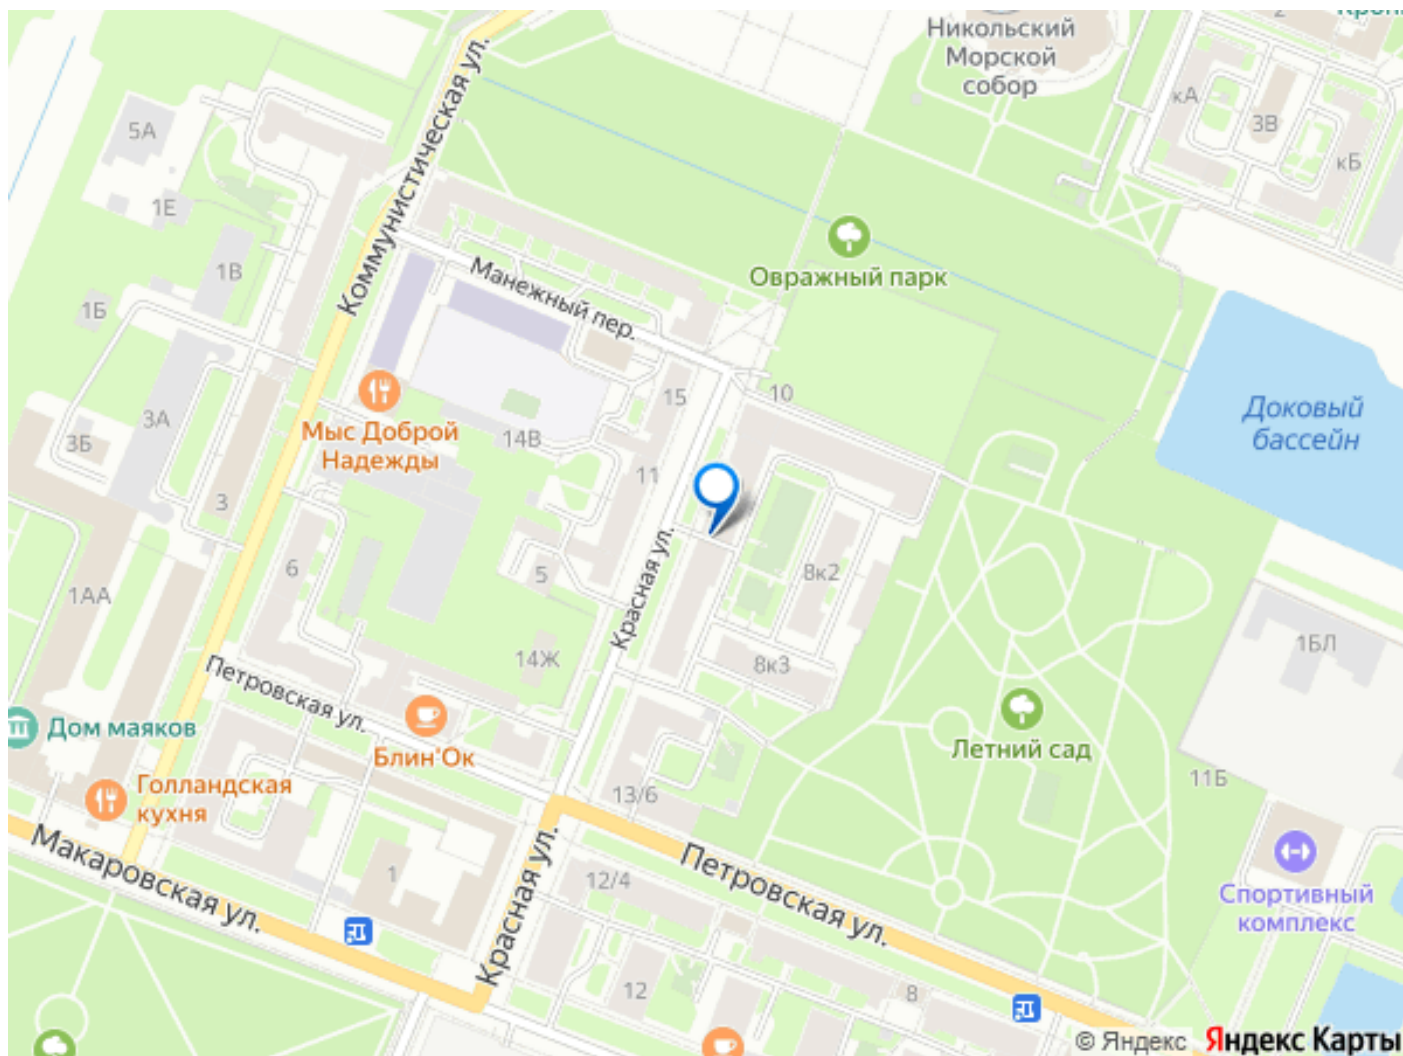 Никольский
Морской
собор
2
кА
3В
кБ
5А
1Е
1В
1Б
Коммунистическая ул.
Овражный парк
Манежный пер.
Доковый
бассейн
15
10
Мыс Доброй
Надежды
14В
11
3А
3Б
3
6
5
1АА
Красная ул.
8к2
8к3
14Ж
1БЛ
Петровская ул.
Дом маяков
Блин'Ок
Летний сад
11Б
Голландская
кухня
13/6
Макаровская ул.
1
12/4
Красная ул.
Петровская ул.
Спортивный
комплекс
12
8
© Яндекс Яндекс Карты